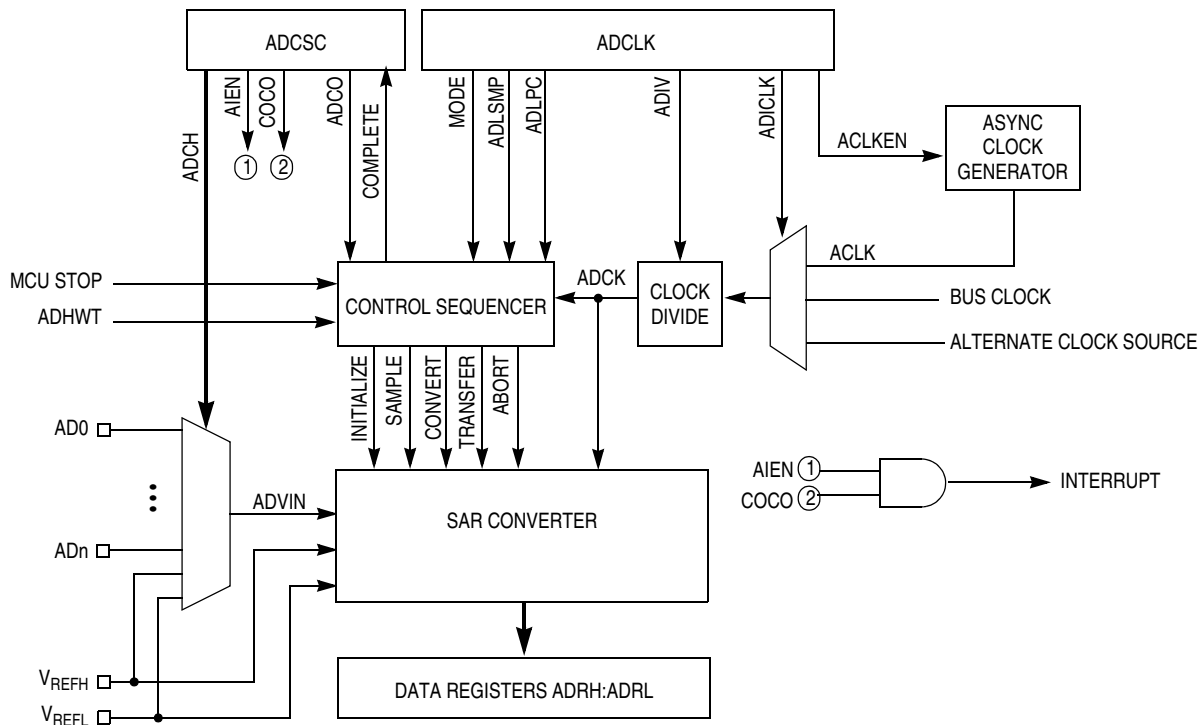 ADCSC
ADCLK
ADCH
AIEN
COCO
ADCO
COMPLETE
MODE
ADLSMP
ADLPC
ADIV
ADICLK
ACLKEN
ASYNC
CLOCK
GENERATOR
1
2
MCU STOP
ADHWT
CONTROL SEQUENCER
ADCK
CLOCK
DIVIDE
ACLK
BUS CLOCK
ALTERNATE CLOCK SOURCE
INITIALIZE
SAMPLE
CONVERT
TRANSFER
ABORT
AD0
•••
ADn
ADVIN
SAR CONVERTER
AIEN 1
COCO 2
INTERRUPT
VREFH
VREFL
DATA REGISTERS ADRH:ADRL